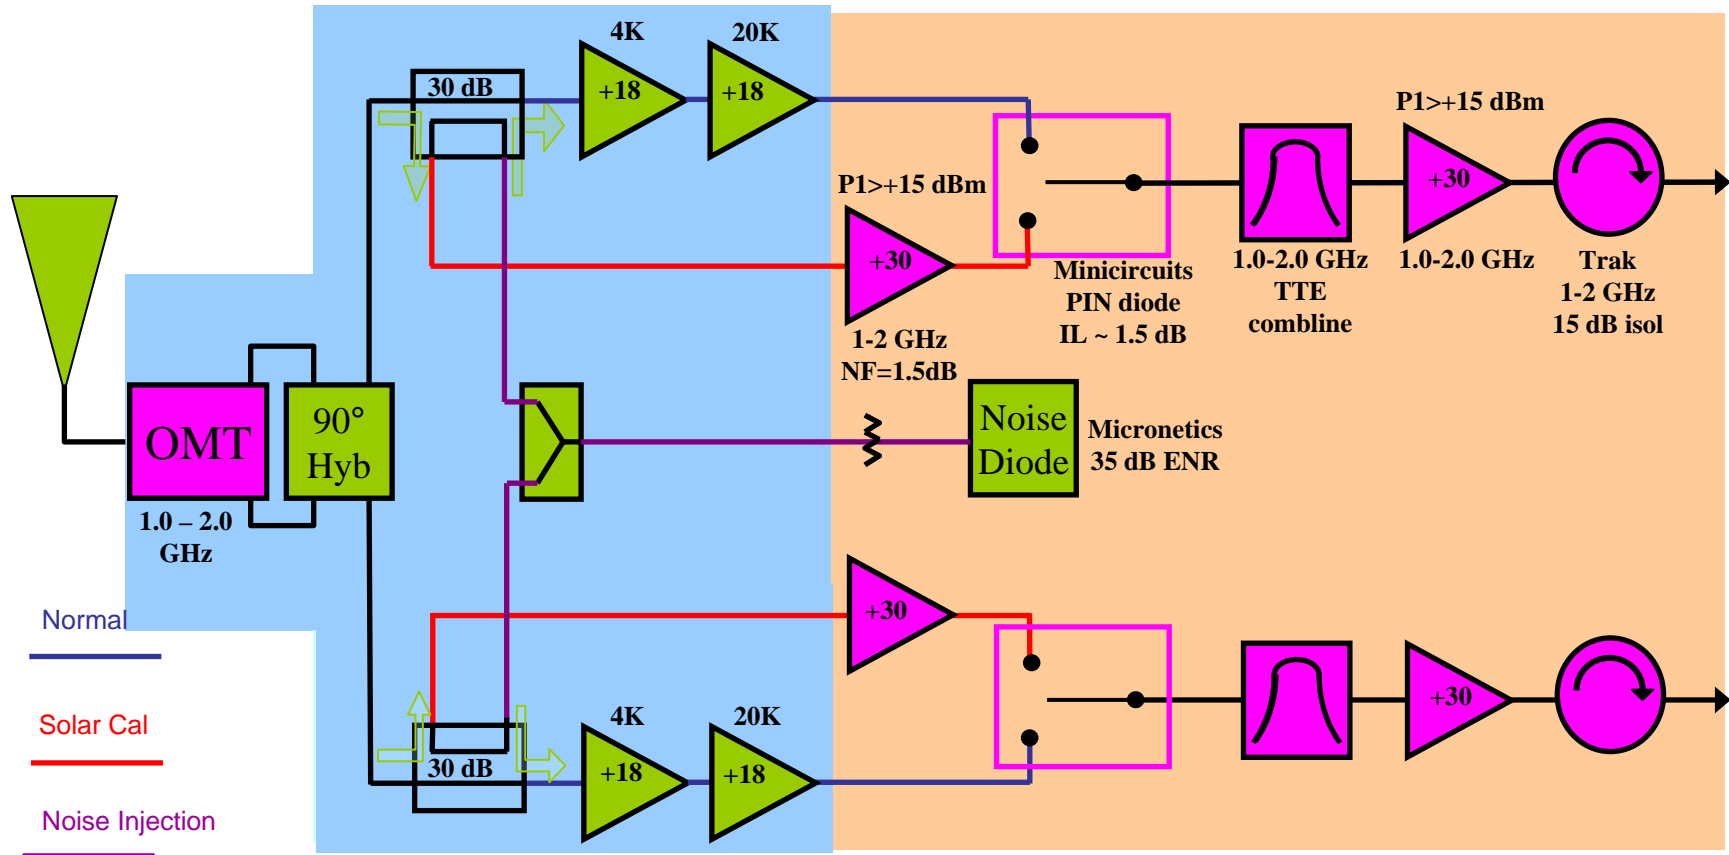 4K
20K
30 dB
+18
+18
P1>+15 dBm
P1>+15 dBm
+30
+30
Minicircuits
PIN diode
IL ~ 1.5 dB
1.0-2.0 GHz
TTE
combline
1.0-2.0 GHz
Trak
1-2 GHz
15 dB isol
1-2 GHz
NF=1.5dB
OMT
90°
Hyb
Noise
Diode
Micronetics
35 dB ENR
1.0 – 2.0
GHz
+30
Normal
4K
20K
+30
Solar Cal
30 dB
+18
+18
Noise Injection